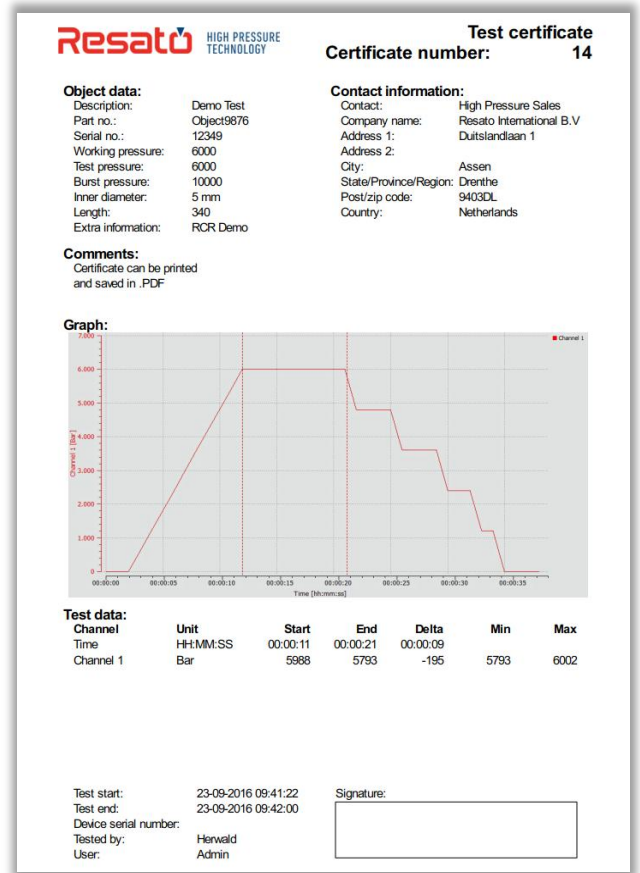 Resato HIGH PRESSURE TECHNOLOGY
Test certificate
Certificate number: 14
Object data:
Description: Demo Test
Part no.: Object9876
Serial no.: 12349
Working pressure: 6000
Test pressure: 6000
Burst pressure: 10000
Inner diameter: 5 mm
Length: 340
Extra information: RCR Demo
Contact information:
Contact: High Pressure Sales
Company name: Resato International B.V
Address 1: Duitslandlaan 1
Address 2:
City: Assen
State/Province/Region: Drenthe
Post/zip code: 9403DL
Country: Netherlands
Comments:
Certificate can be printed
and saved in .PDF
Graph:
Channel 1
7.000
6.000
5.000
4.000
3.000
2.000
1.000
0
Channel 1 [Bar]
00:00:00 00:00:05 00:00:10 00:00:15 00:00:20 00:00:25 00:00:30 00:00:35
Time [hh:mm:ss]
Test data:
Channel Unit Start End Delta Min Max
Time HH:MM:SS 00:00:11 00:00:21 00:00:09
Channel 1 Bar 5988 5793 -195 5793 6002
Test start: 23-09-2016 09:41:22
Test end: 23-09-2016 09:42:00
Device serial number:
Tested by: Herwald
User: Admin
Signature: